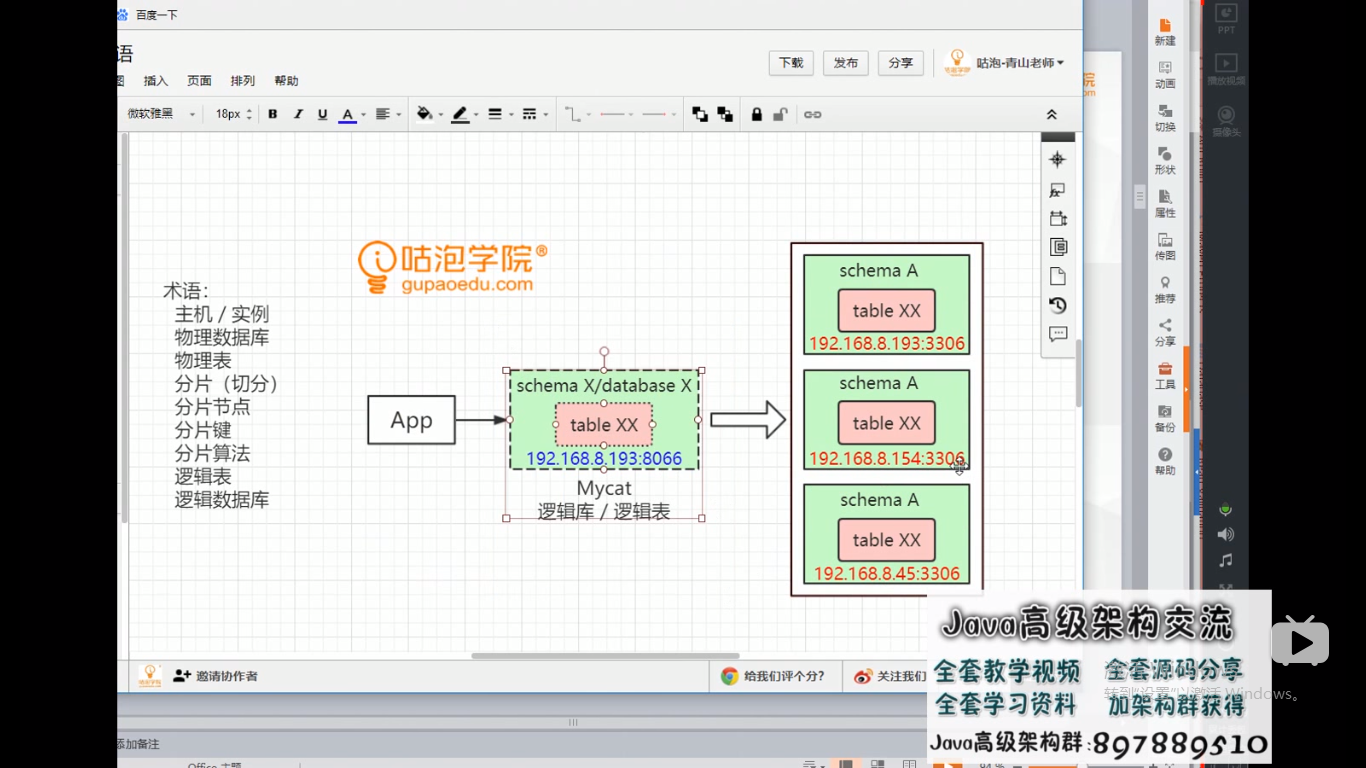 百度一下
语
插入 页面 排列 帮助
下载 发布 分享 咕泡-青山老师
微软雅黑 18px B I U A
咕泡学院®
gupaoedu.com
术语:
主机 / 实例
物理数据库
物理表
分片（切分）
分片节点
分片键
分片算法
逻辑表
逻辑数据库
App
schema X/database X
table XX
192.168.8.193:8066
Mycat
逻辑库 / 逻辑表
schema A
table XX
192.168.8.193:3306
schema A
table XX
192.168.8.154:3306
schema A
table XX
192.168.8.45:3306
邀请协作者
给我们评个分?
关注我们
添加备注
新建
动画
切换
形状
属性
传图
推荐
分享
工具
备份
帮助
PPT
播放视频
摄像头
Java高级架构交流
全套教学视频 全套源码分享
全套学习资料 加架构群获得
转到"设置"以激活 Windows。
Java高级架构群:897889510